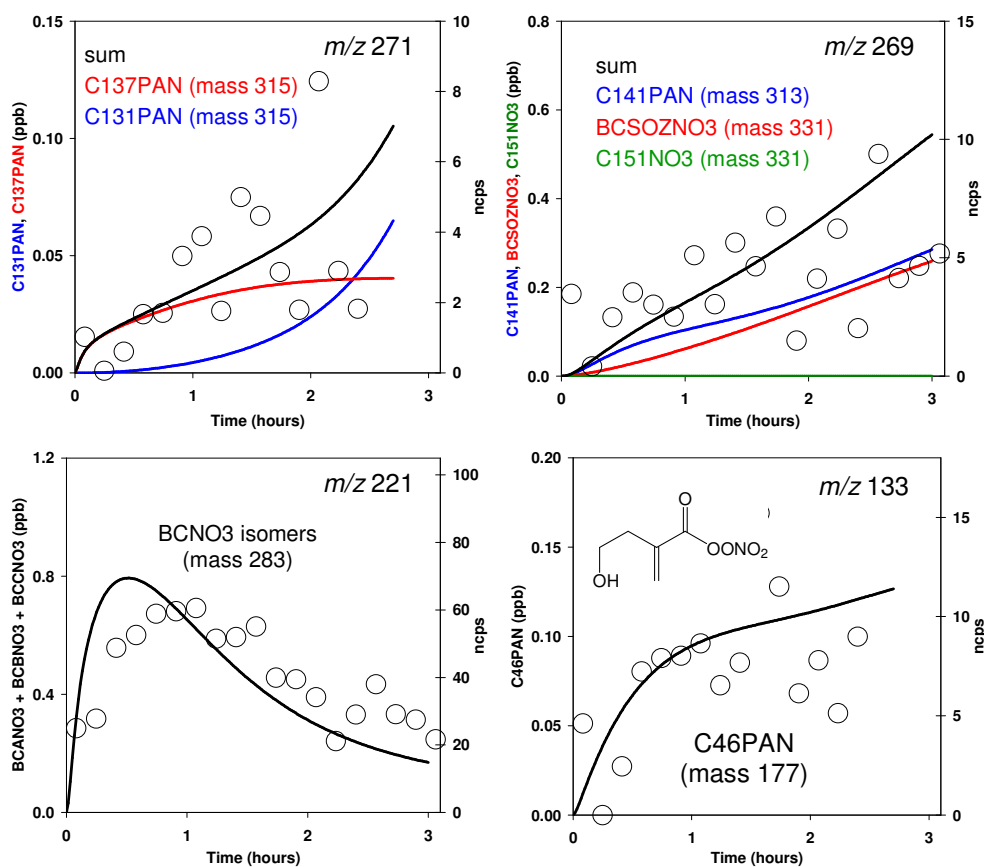 m/z 271
sum
C137PAN (mass 315)
C131PAN (mass 315)
C131PAN, C137PAN (ppb)
0.15
0.10
0.05
0.00
10
8
6
4
2
0
ncps
0 1 2 3
Time (hours)
m/z 269
sum
C141PAN (mass 313)
BCSOZNO3 (mass 331)
C151NO3 (mass 331)
C141PAN, BCSOZNO3, C151NO3 (ppb)
0.8
0.6
0.4
0.2
0.0
15
10
5
0
ncps
0 1 2 3
Time (hours)
m/z 221
BCNO3 isomers
(mass 283)
BCANO3 + BCBNO3 + BCCNO3 (ppb)
1.2
0.8
0.4
0.0
100
80
60
40
20
0
ncps
0 1 2 3
Time (hours)
m/z 133
O
OONO2
OH
)
C46PAN
(mass 177)
C46PAN (ppb)
0.20
0.15
0.10
0.05
0.00
15
10
5
0
ncps
0 1 2 3
Time (hours)